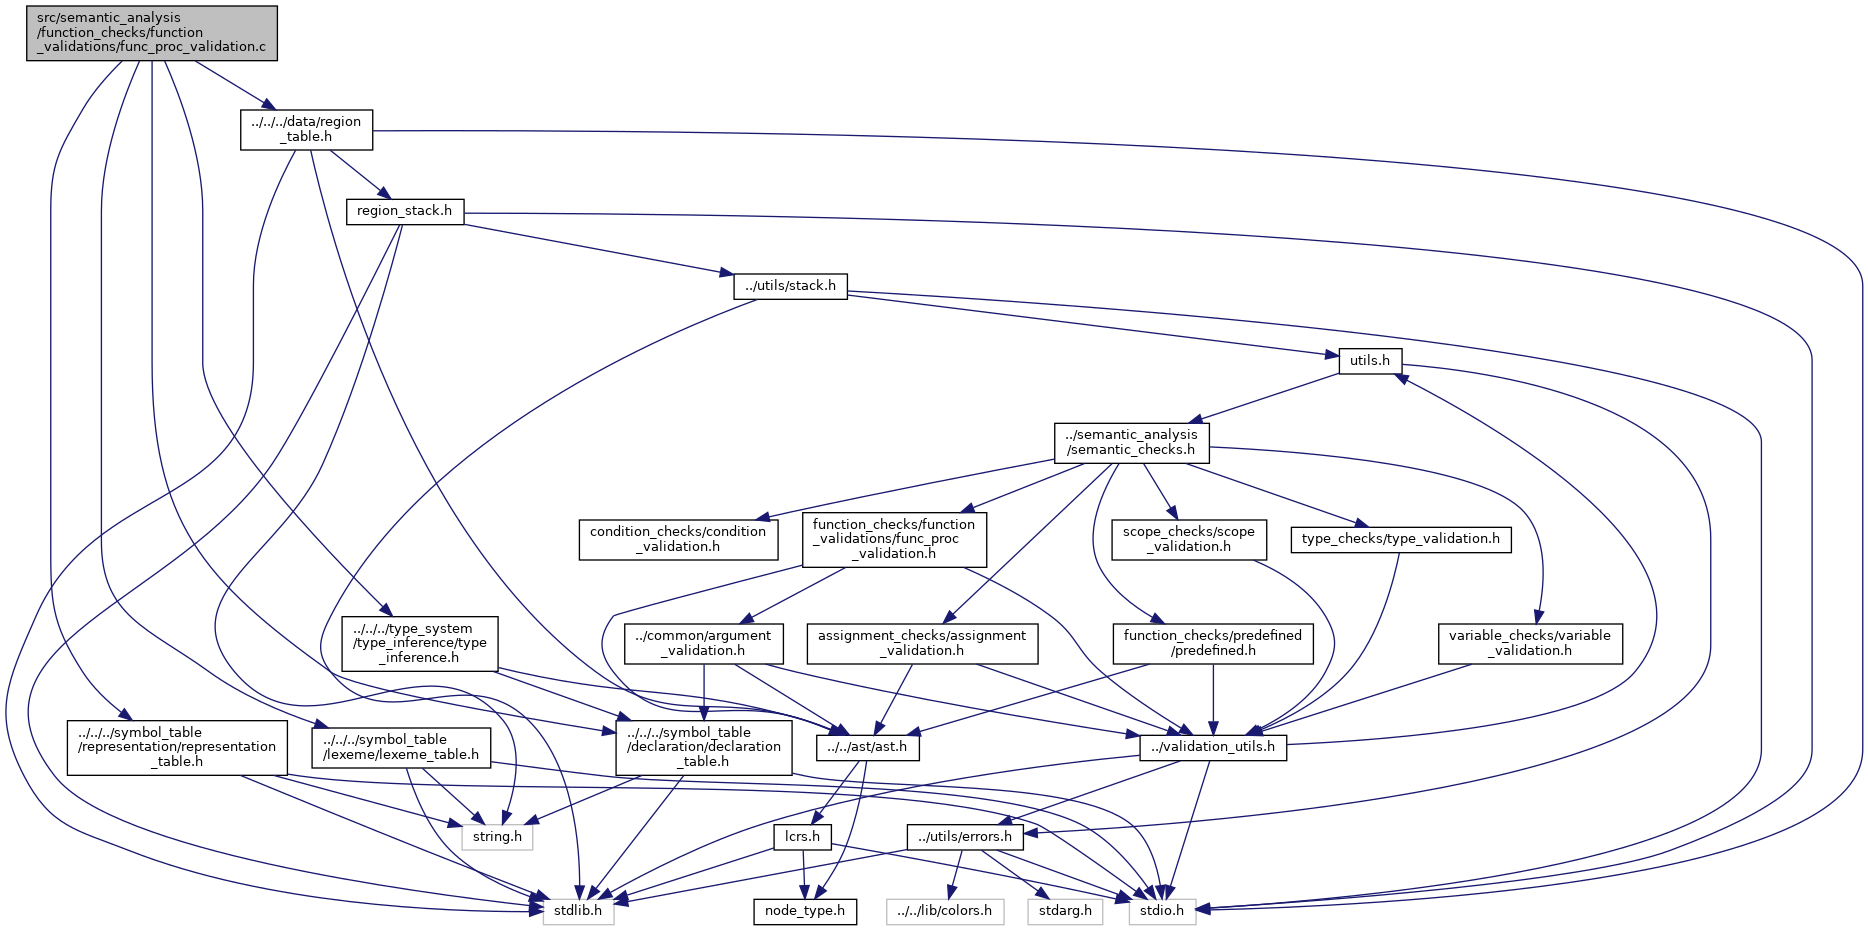 src/semantic_analysis
/function_checks/function
_validations/func_proc_validation.c
../../../data/region
_table.h
region_stack.h
../utils/stack.h
utils.h
../semantic_analysis
/semantic_checks.h
condition_checks/condition
_validation.h
function_checks/function
_validations/func_proc
_validation.h
scope_checks/scope
_validation.h
type_checks/type_validation.h
../../../type_system
/type_inference/type
_inference.h
../common/argument
_validation.h
assignment_checks/assignment
_validation.h
function_checks/predefined
/predefined.h
variable_checks/variable
_validation.h
../../../symbol_table
/representation/representation
_table.h
../../../symbol_table
/lexeme/lexeme_table.h
../../../symbol_table
/declaration/declaration
_table.h
../../ast/ast.h
../validation_utils.h
string.h
lcrs.h
../utils/errors.h
stdlib.h
node_type.h
../../lib/colors.h
stdarg.h
stdio.h